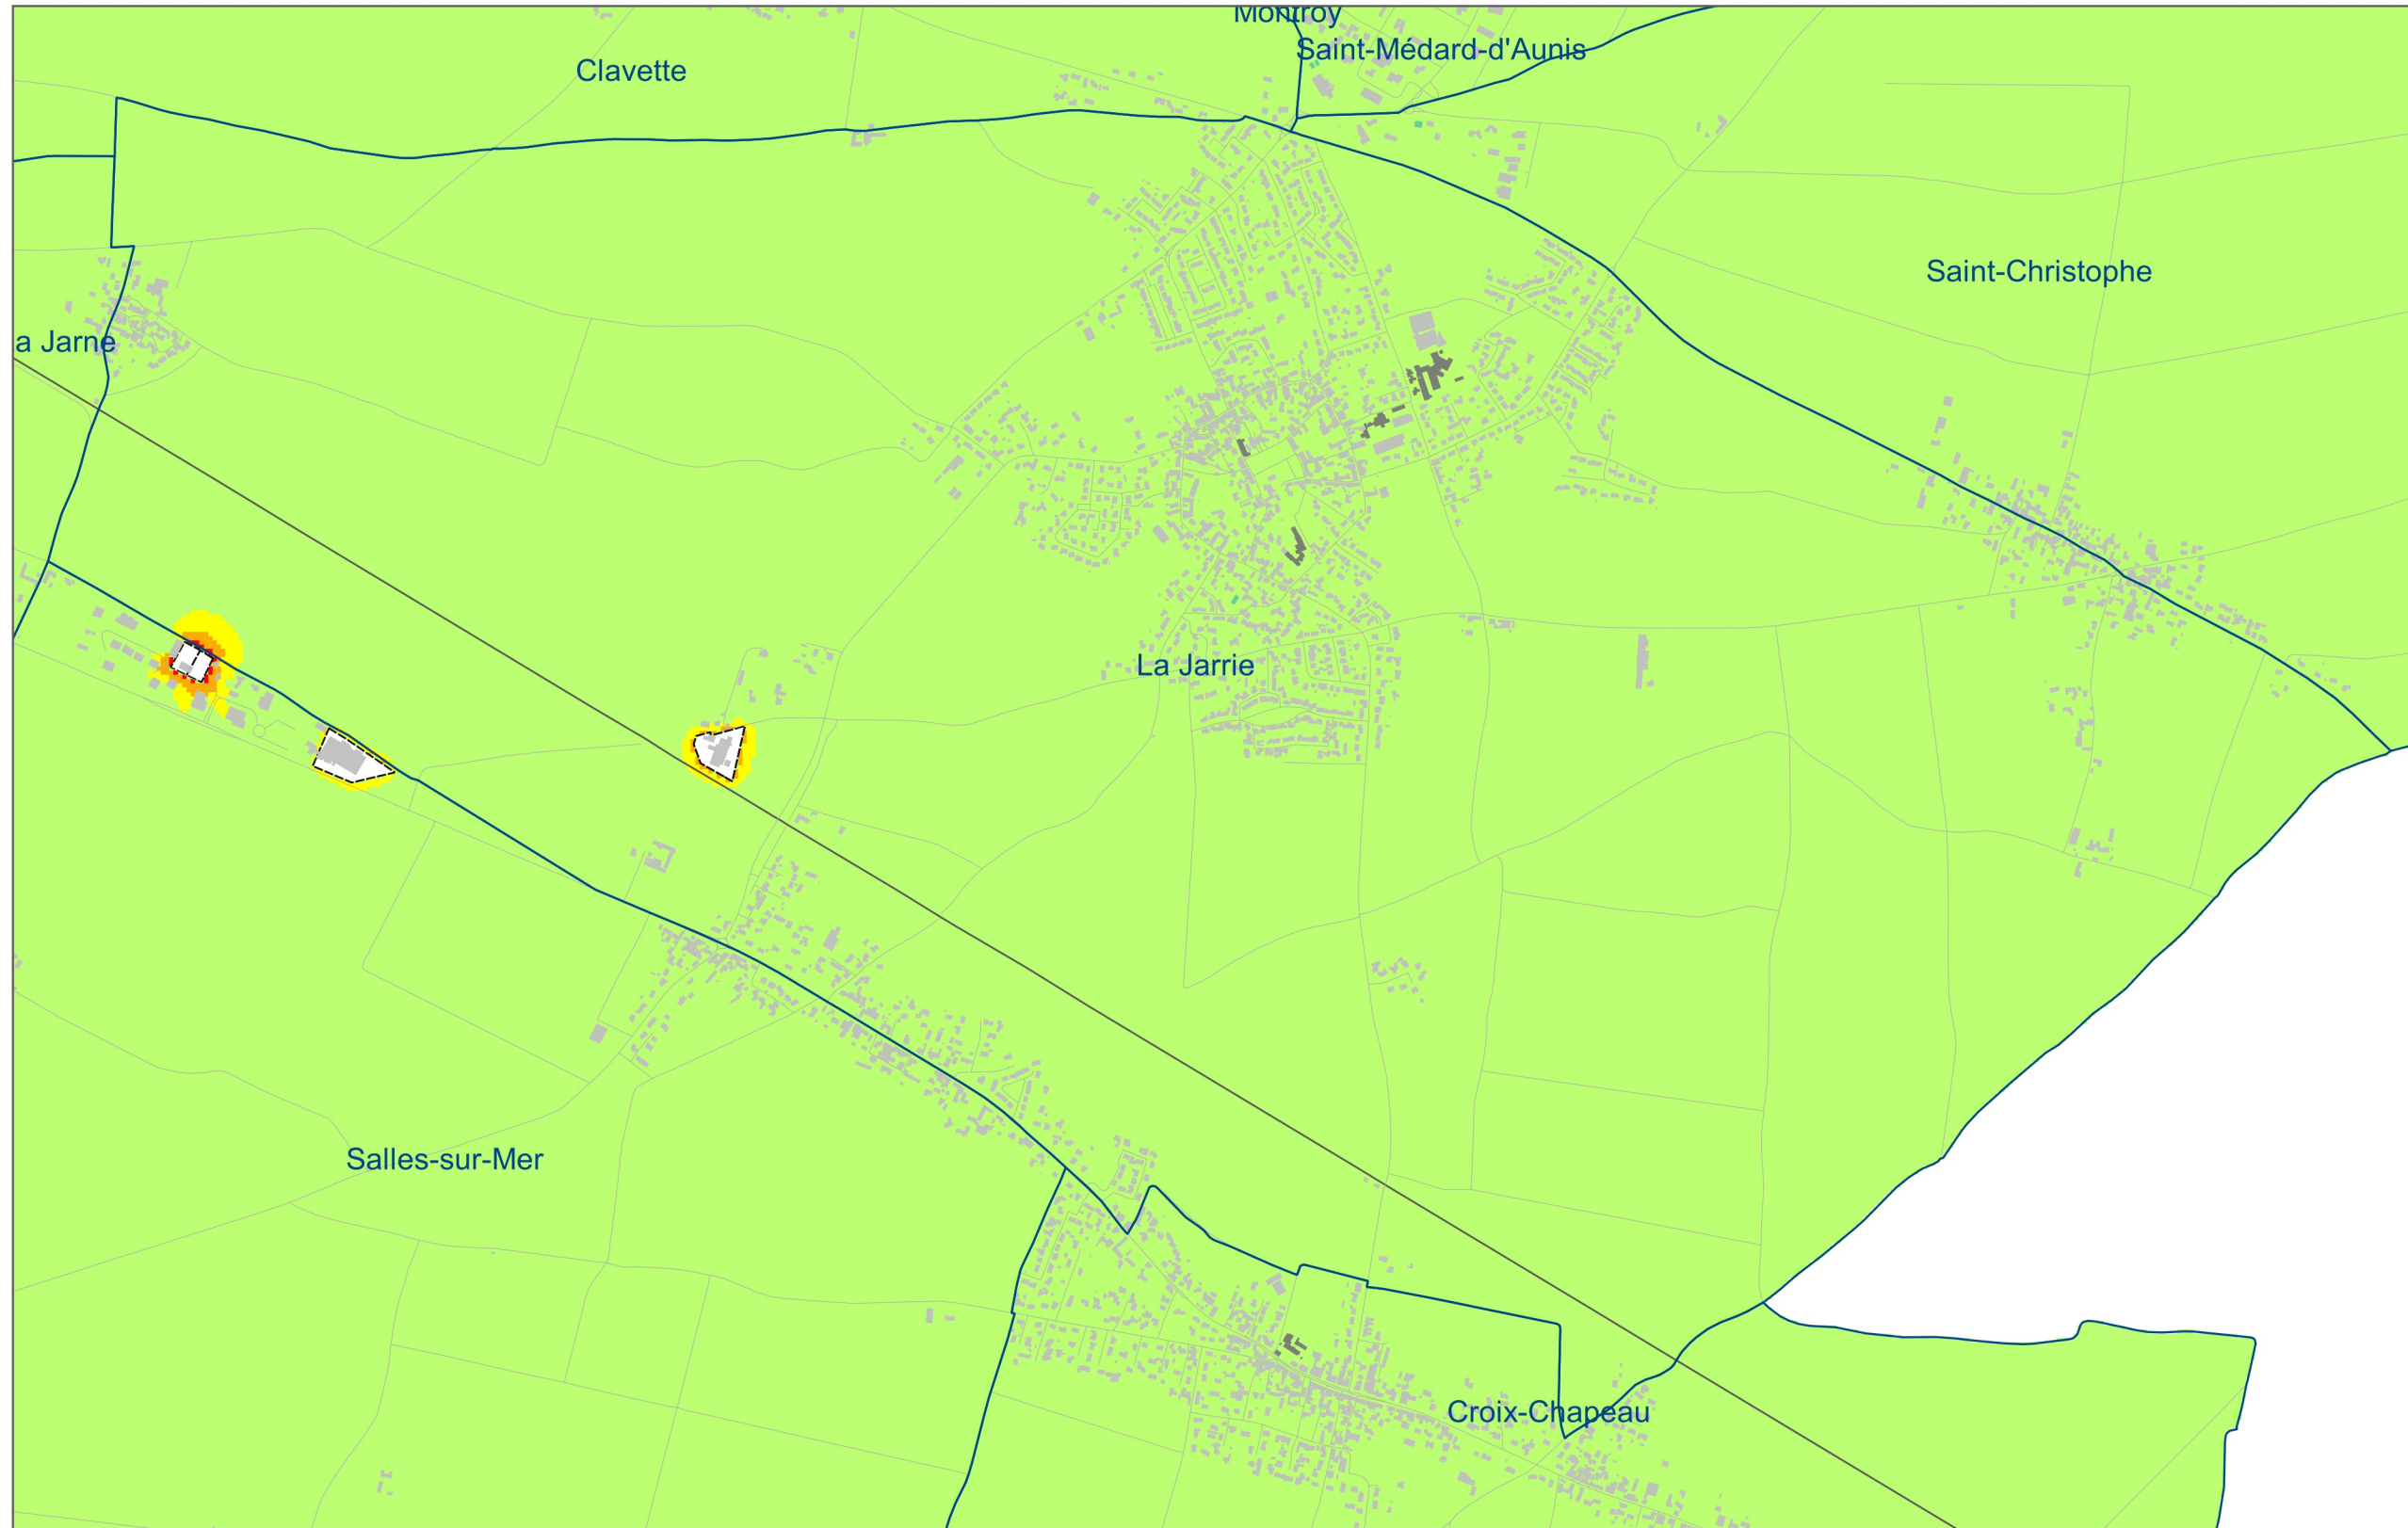 Montroy
Saint-Médard-d'Aunis
Clavette
Saint-Christophe
a Jarne
La Jarrie
Salles-sur-Mer
Croix-Chapeau